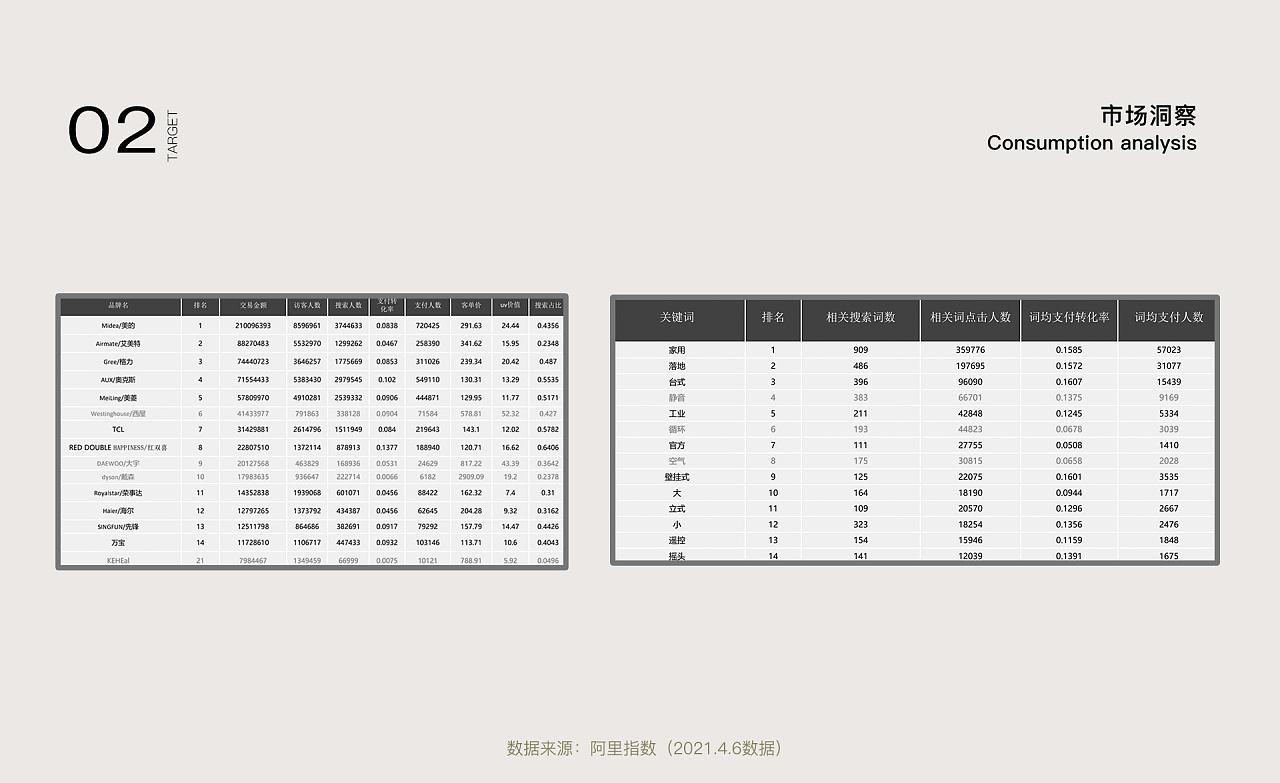 02
TARGET
市场洞察
Consumption analysis
品牌名 排名 交易金额 访客人数 搜索人数 支付转化率 支付人数 客单价 uv价值 搜索占比
Midea/美的 1 210096393 8596961 3744633 0.0838 720425 291.63 24.44 0.4356
Airmate/艾美特 2 88270483 5532970 1299262 0.0467 258390 341.62 15.95 0.2348
Gree/格力 3 74440723 3646257 1775669 0.0853 311026 239.34 20.42 0.487
AUX/奥克斯 4 71554433 5383430 2979545 0.102 549110 130.31 13.29 0.5535
MeiLing/美菱 5 57809970 4910281 2539332 0.0906 444871 129.95 11.77 0.5171
Westinghouse/西屋 6 41433977 791863 338128 0.0904 71584 578.81 52.32 0.427
TCL 7 31429881 2614796 1511949 0.084 219643 143.1 12.02 0.5782
RED DOUBLE HAPPINESS/红双喜 8 22807510 1372114 878913 0.1377 188940 120.71 16.62 0.6406
DAEWOO/大宇 9 20127568 463829 168936 0.0531 24629 817.22 43.39 0.3642
dyson/戴森 10 17983635 936647 222714 0.0066 6182 2909.09 19.2 0.2378
Royalstar/荣事达 11 14352838 1939068 601071 0.0456 88422 162.32 7.4 0.31
Haier/海尔 12 12797265 1373792 434387 0.0456 62645 204.28 9.32 0.3162
SINGFUN/先锋 13 12511798 864686 382691 0.0917 79292 157.79 14.47 0.4426
万宝 14 11728610 1106717 447433 0.0932 103146 113.71 10.6 0.4043
KEHEal 21 7984467 1349459 66999 0.0075 10121 788.91 5.92 0.0496
关键词 排名 相关搜索词数 相关词点击人数 词均支付转化率 词均支付人数
家用 1 909 359776 0.1585 57023
落地 2 486 197695 0.1572 31077
台式 3 396 96090 0.1607 15439
静音 4 383 66701 0.1375 9169
工业 5 211 42848 0.1245 5334
循环 6 193 44823 0.0678 3039
官方 7 111 27755 0.0508 1410
空气 8 175 30815 0.0658 2028
壁挂式 9 125 22075 0.1601 3535
大 10 164 18190 0.0944 1717
立式 11 109 20570 0.1296 2667
小 12 323 18254 0.1356 2476
遥控 13 154 15946 0.1159 1848
摇头 14 141 12039 0.1391 1675
数据来源：阿里指数（2021.4.6数据）